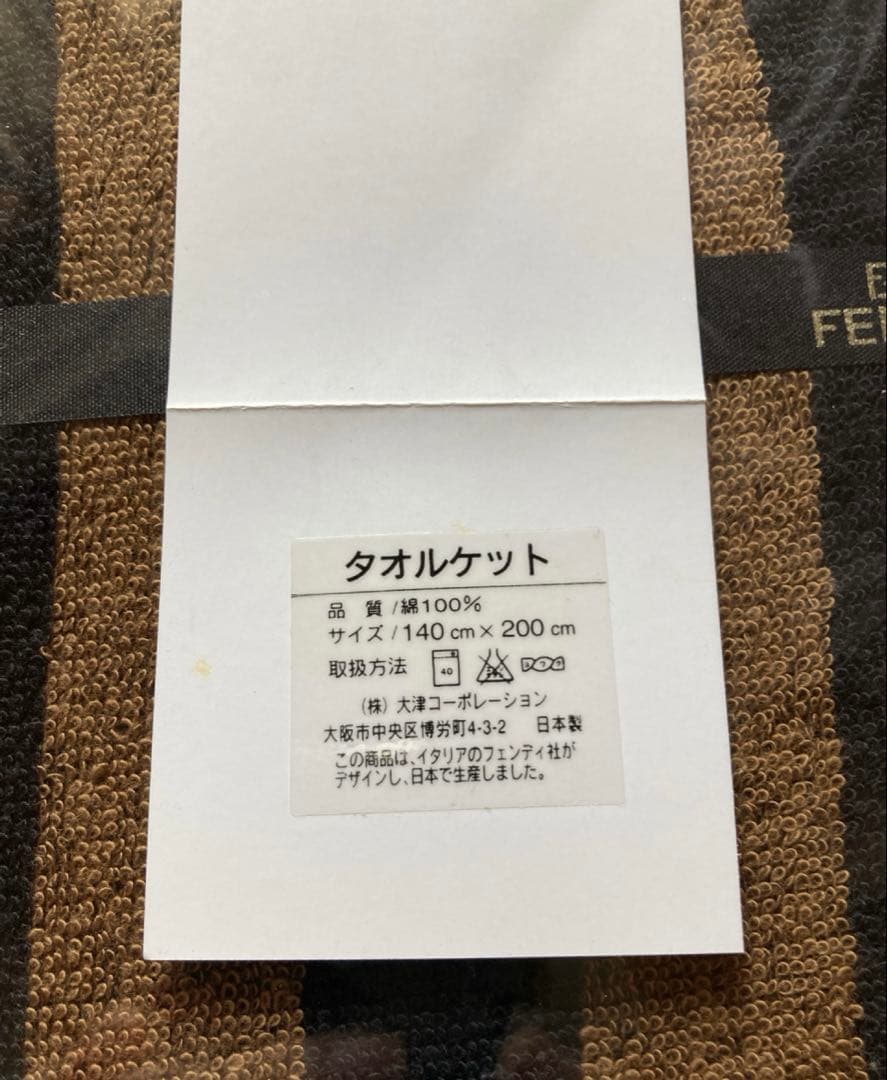 FE
タオルケット
品 質/綿100%
サイズ/140cm×200cm
取扱方法 40
(株)大津コーポレーション
大阪市中央区博労町4-3-2 日本製
この商品は、イタリアのフェンディ社が
デザインし、日本で生産しました。